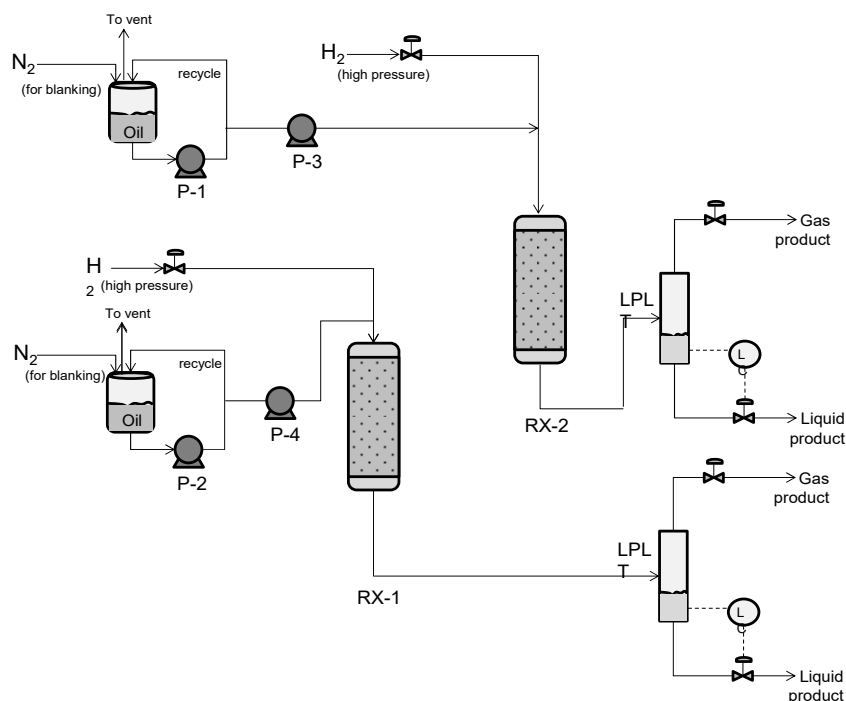 To vent
N2
(for blanking)
recycle
Oil
P-1
P-3
H2
(high pressure)
Gas
product
LPL
T
L
C
RX-2
Liquid
product
H
2
(high pressure)
To vent
N2
(for blanking)
recycle
Oil
P-2
P-4
RX-1
Gas
product
LPL
T
L
C
Liquid
product